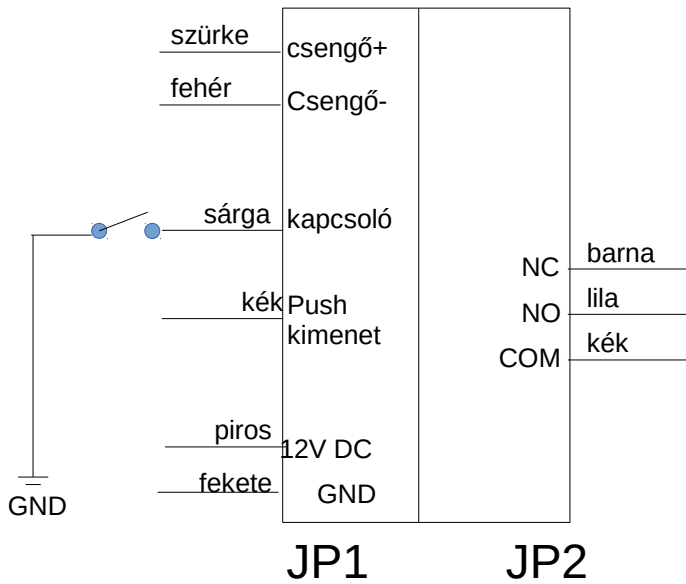 szürke
csengő+
fehér
Csengő-
sárga
kapcsoló
kék
Push
kimenet
piros
12V DC
fekete
GND
GND
NC
barna
NO
lila
COM
kék
JP1
JP2